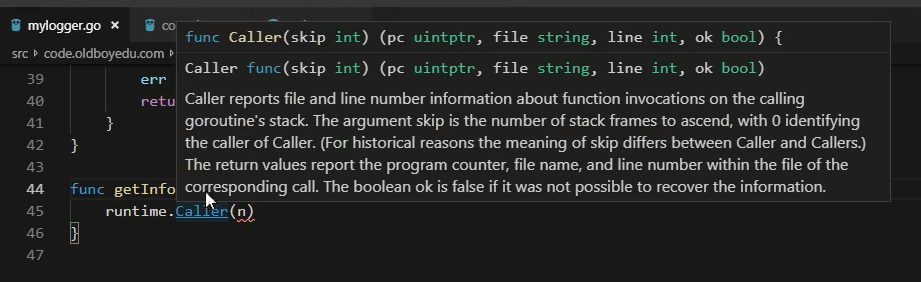 mylogger.go
co
func Caller(skip int) (pc uintptr, file string, line int, ok bool) {
src code.oldboyedu.com
Caller func(skip int) (pc uintptr, file string, line int, ok bool)
39 err
Caller reports file and line number information about function invocations on the calling
40 retu
goroutine's stack. The argument skip is the number of stack frames to ascend, with 0 identifying
41 }
the caller of Caller. (For historical reasons the meaning of skip differs between Caller and Callers.)
42 }
The return values report the program counter, file name, and line number within the file of the
43
44 func getInfo
corresponding call. The boolean ok is false if it was not possible to recover the information.
45 runtime.Caller(n)
46 }
47